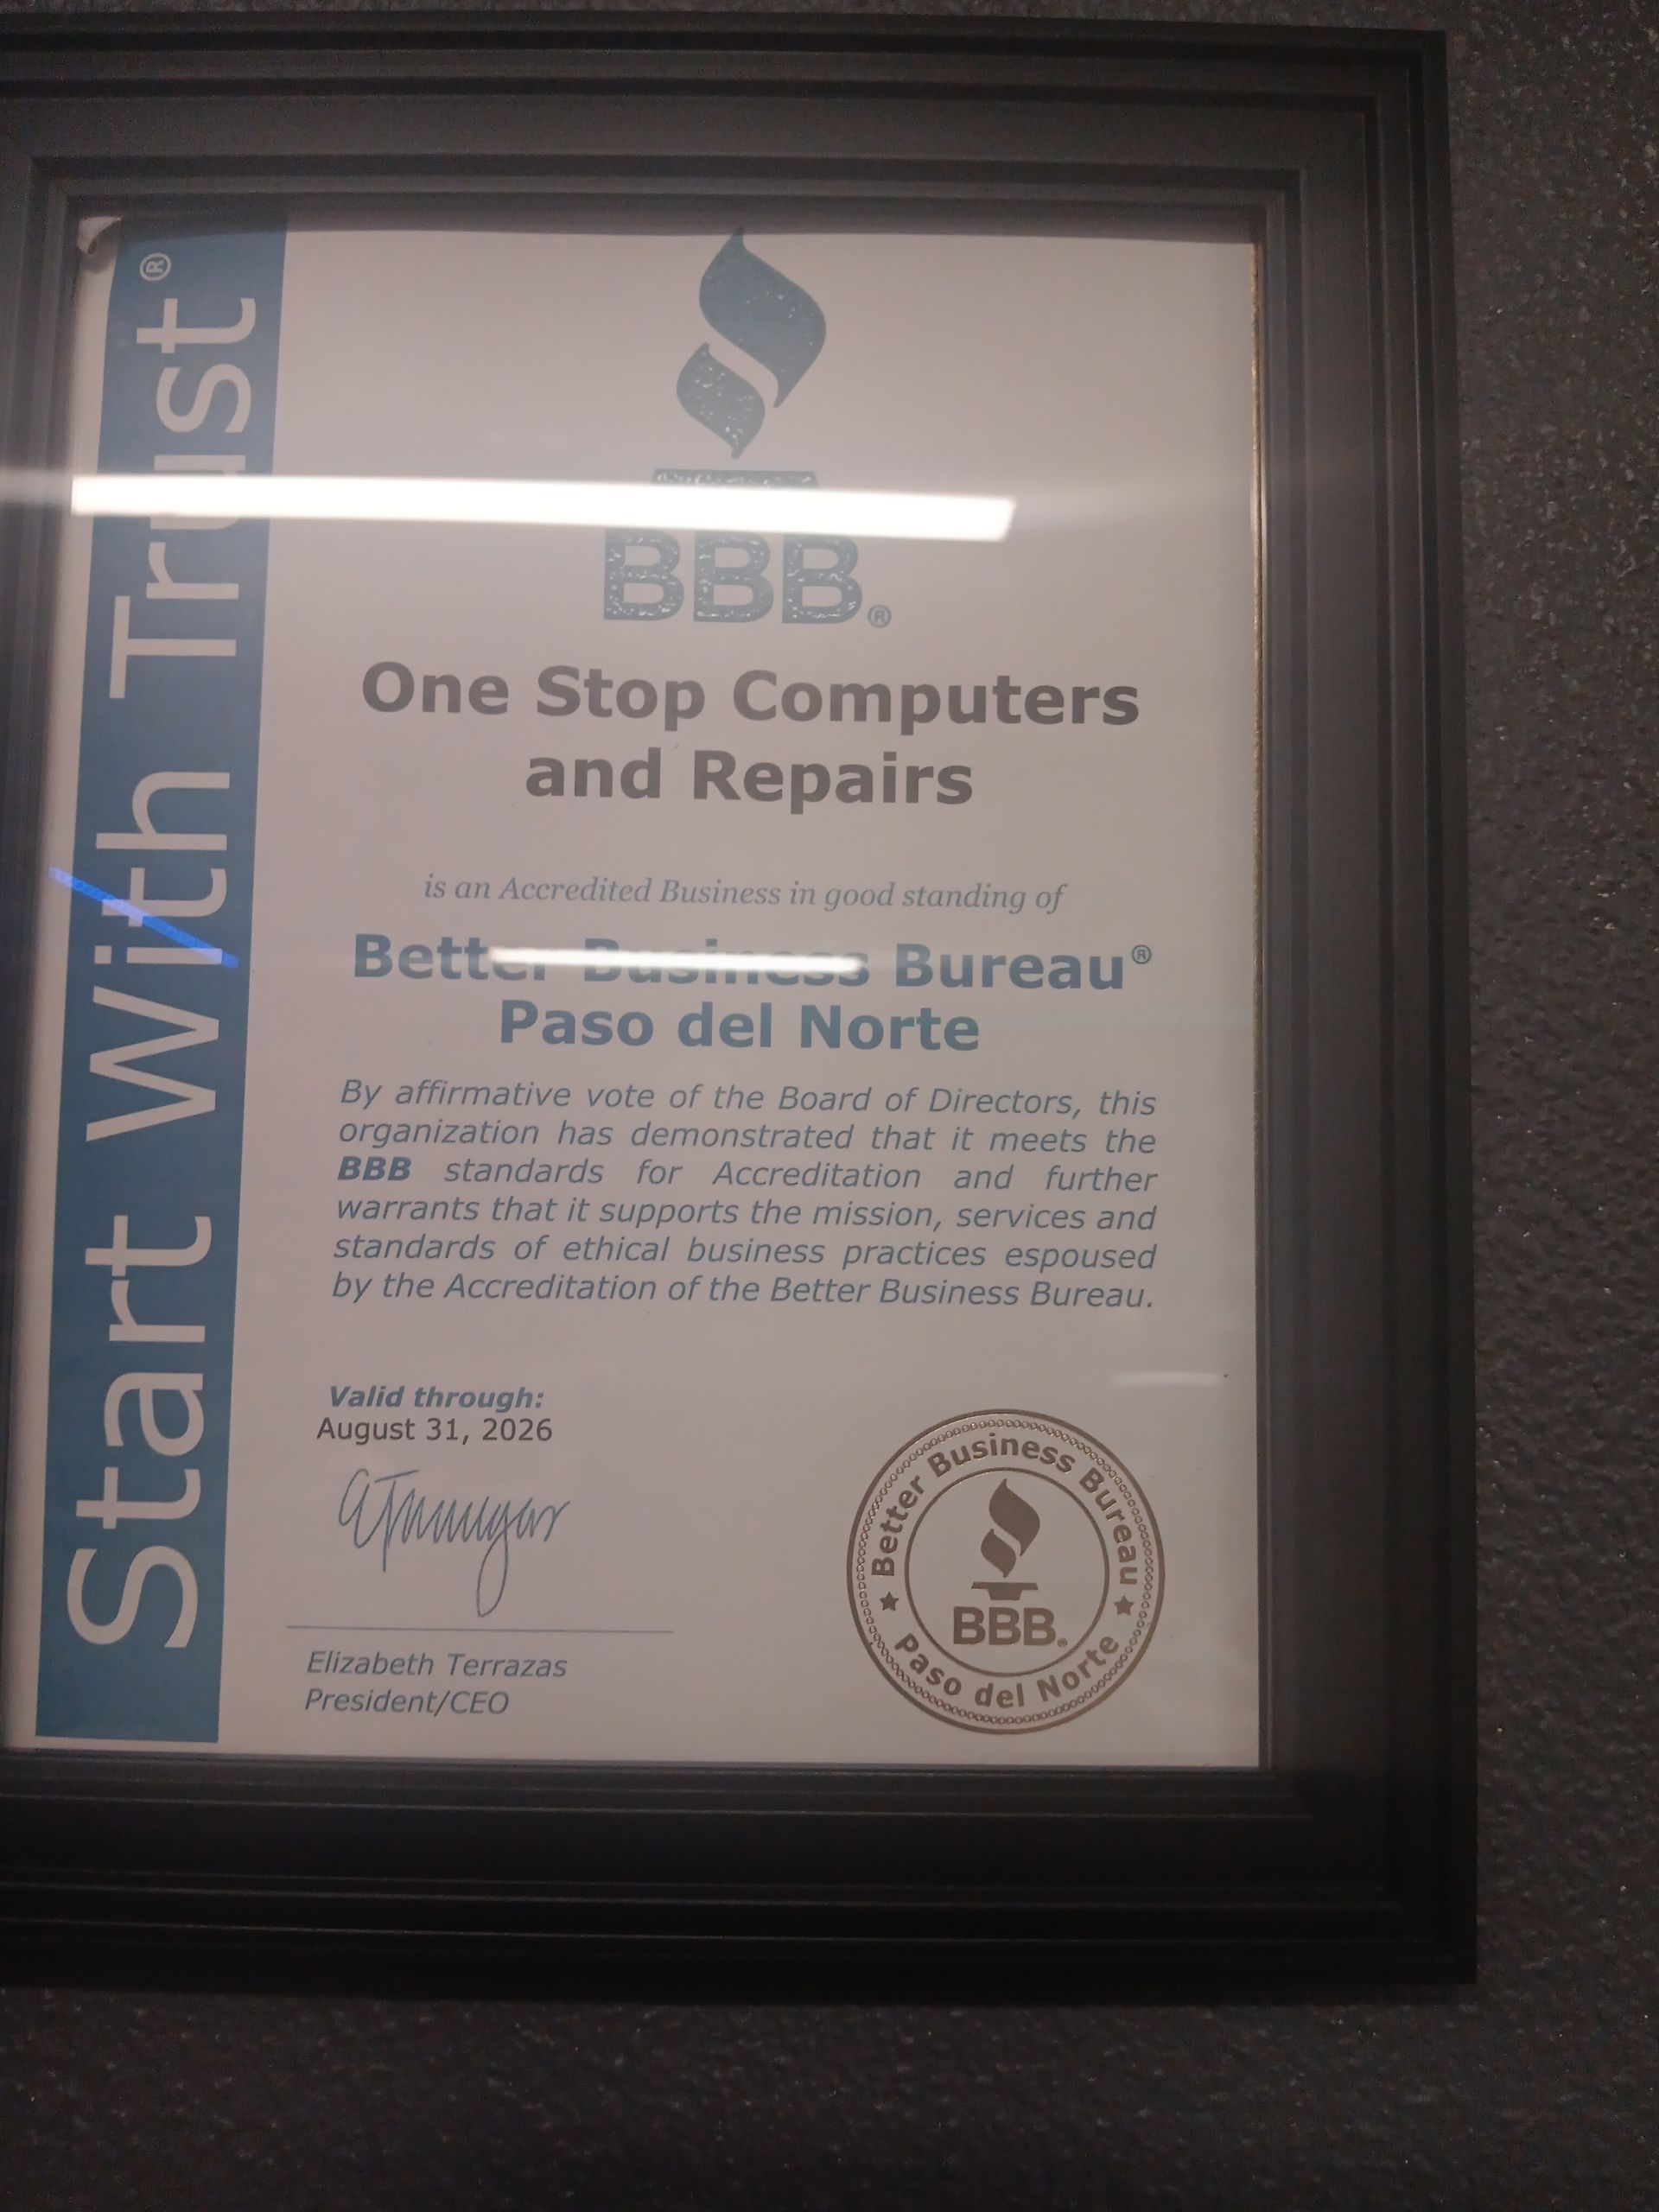 Start With Trust®
BBB®
One Stop Computers
and Repairs
is an Accredited Business in good standing of
Better Business Bureau®
Paso del Norte
By affirmative vote of the Board of Directors, this
organization has demonstrated that it meets the
BBB standards for Accreditation and further
warrants that it supports the mission, services and
standards of ethical business practices espoused
by the Accreditation of the Better Business Bureau.
Valid through:
August 31, 2026
Elizabeth Terrazas
President/CEO
Better Business Bureau
BBB®
Paso del Norte